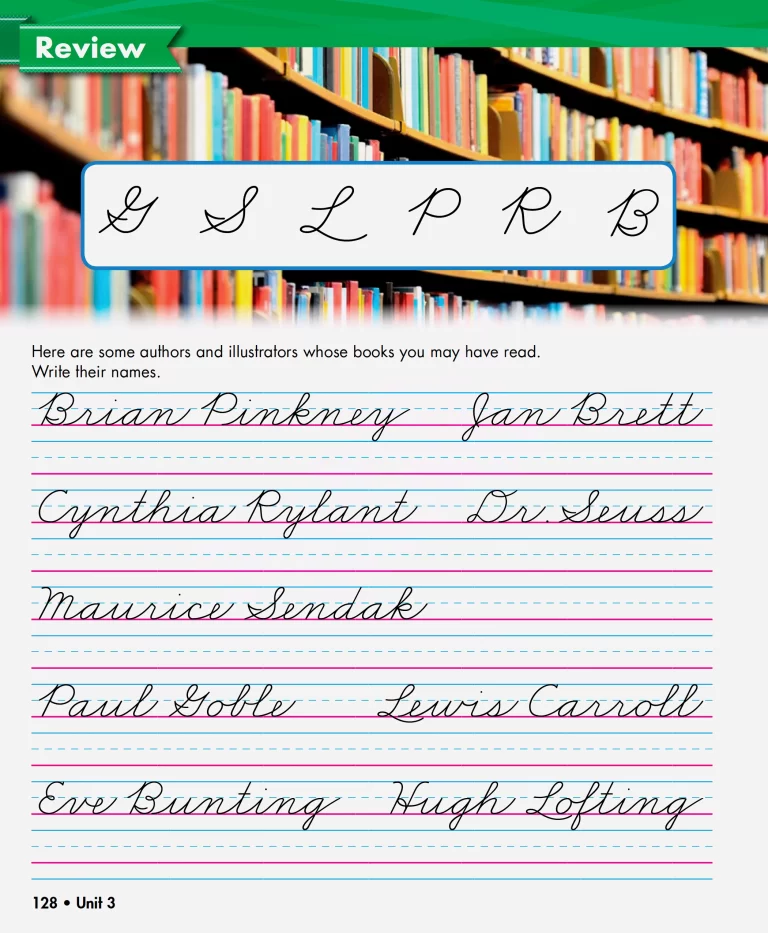 Review
G S L P R B
Here are some authors and illustrators whose books you may have read.
Write their names.
Brian Pinkney Jan Brett
Cynthia Rylant Dr. Seuss
Maurice Sendak
Paul Goble Lewis Carroll
Eve Bunting Hugh Lofting
128 • Unit 3